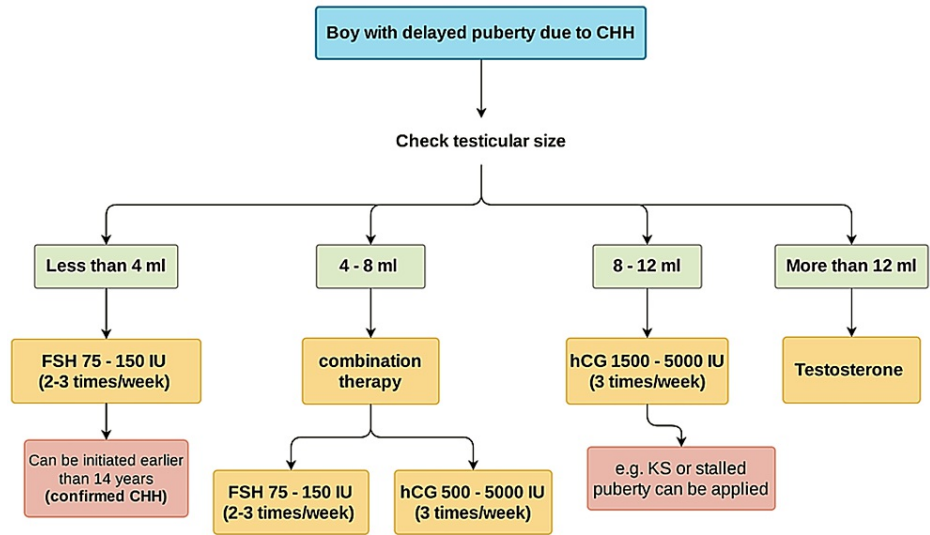 Boy with delayed puberty due to CHH
Check testicular size
Less than 4 ml
4 - 8 ml
8 - 12 ml
More than 12 ml
FSH 75 - 150 IU
(2-3 times/week)
combination
therapy
hCG 1500 - 5000 IU
(3 times/week)
Testosterone
Can be initiated earlier
than 14 years
(confirmed CHH)
FSH 75 - 150 IU
(2-3 times/week)
hCG 500 - 5000 IU
(3 times/week)
e.g. KS or stalled
puberty can be applied